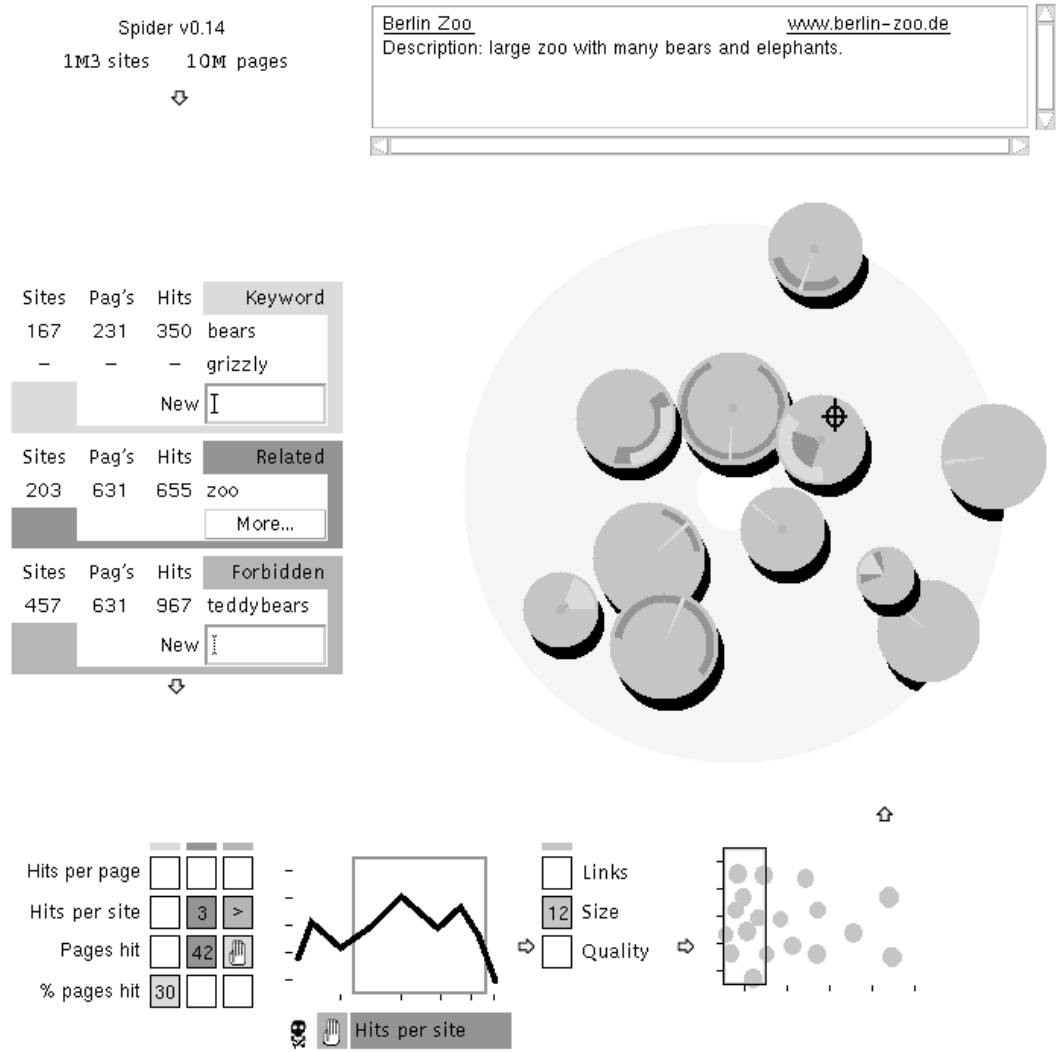 Spider v0.14
1M3 sites 10M pages
Berlin Zoo www.berlin-zoo.de
Description: large zoo with many bears and elephants.
Sites Pag's Hits Keyword
167 231 350 bears
– – – grizzly
New
Sites Pag's Hits Related
203 631 655 zoo
More...
Sites Pag's Hits Forbidden
457 631 967 teddybears
New
Hits per page
Hits per site 3 >
Pages hit 42
% pages hit 30
Hits per site
Links
12 Size
Quality